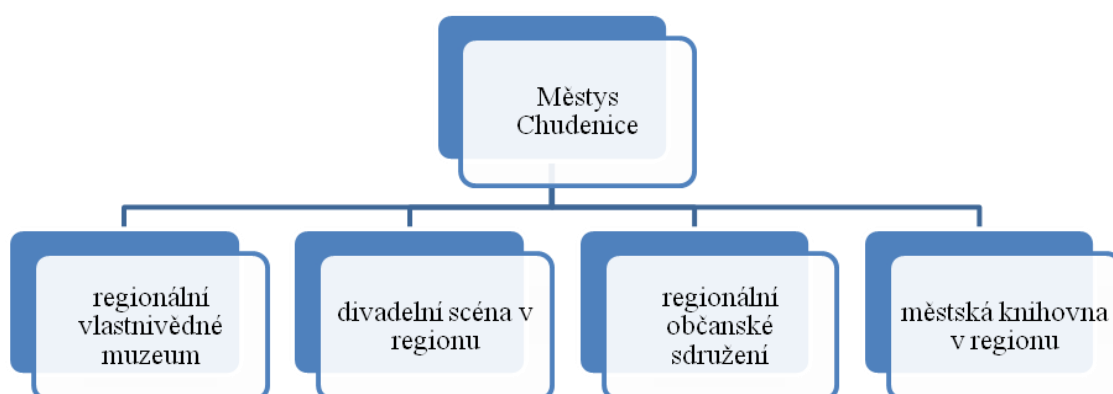 Městys
Chudenice
regionální
vlastnivědné
muzeum
divadelní scéna v
regionu
regionální
občanské
sdružení
městská knihovna
v regionu